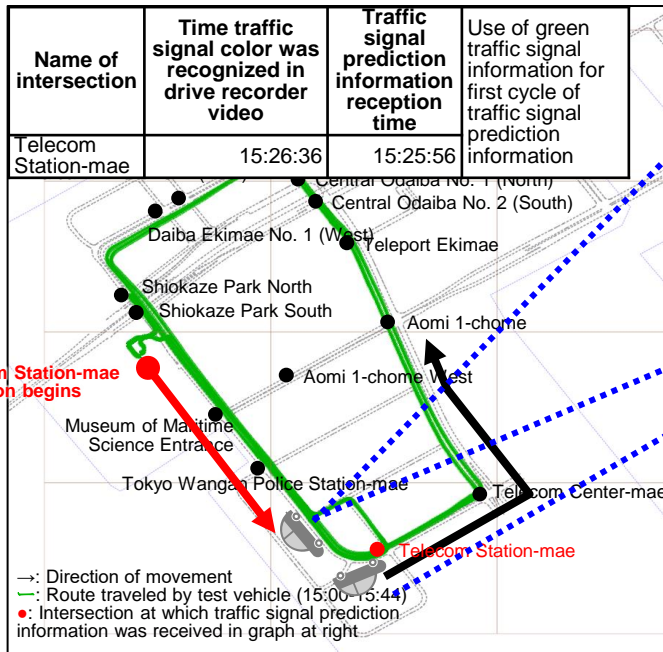 Name of
intersection
Time traffic
signal color was
recognized in
drive recorder
video
Traffic
signal
prediction
information
reception
time
Use of green
traffic signal
information for
first cycle of
traffic signal
prediction
information
Telecom
Station-mae
15:26:36
15:25:56
Central Odaiba No. 1 (North)
Central Odaiba No. 2 (South)
Daiba Ekimae No. 1 (West)
Teleport Ekimae
Shiokaze Park North
Shiokaze Park South
Aomi 1-chome
Station-mae
begins
Aomi 1-chome West
Museum of Maritime
Science Entrance
Tokyo Wangan Police Station-mae
Telecom Center-mae
Telecom Station-mae
→: Direction of movement
: Route traveled by test vehicle (15:00-15:44)
●: Intersection at which traffic signal prediction
information was received in graph at right